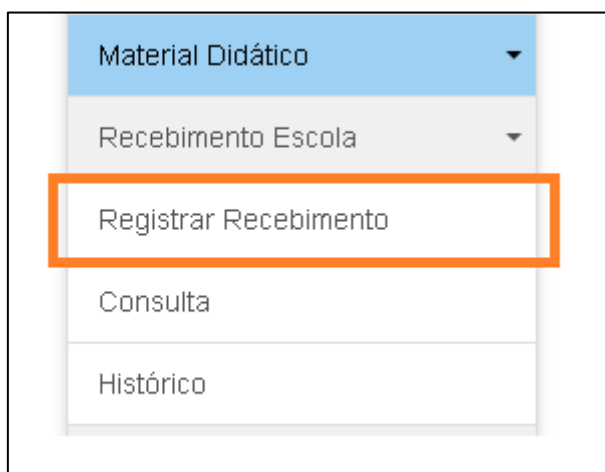 Material Didático
Recebimento Escola
Registrar Recebimento
Consulta
Histórico